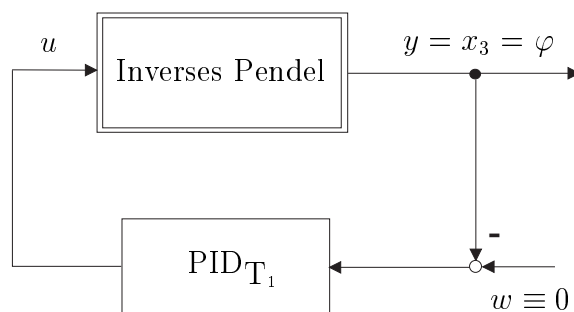 u
y = x₃ = φ
Inverses Pendel
-
PID_T₁
w ≡ 0